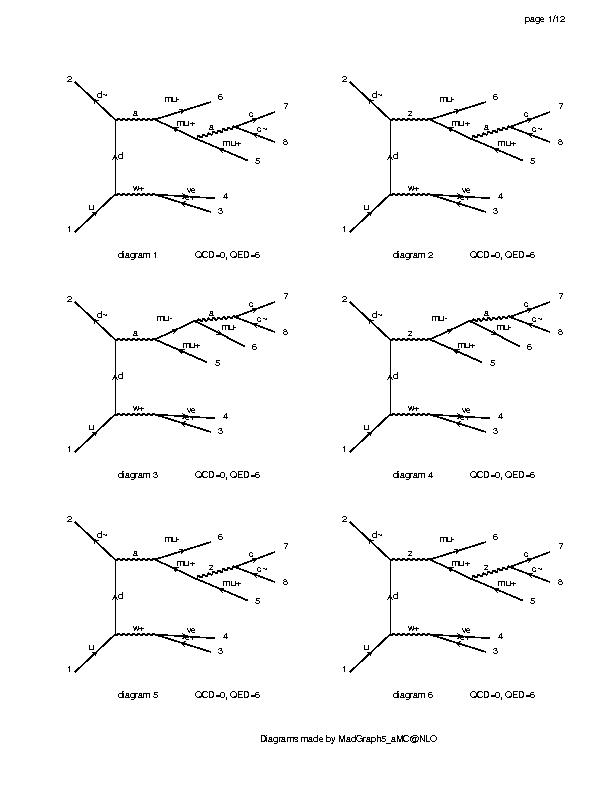 page 1/12
2 d~ a mu- 6 7
mu+ a c c~ 8
d mu+ 5
w+ ve 4
u e+ 3
1
diagram 1 QCD=0, QED=6
2 d~ z mu- 6 7
mu+ a c c~ 8
d mu+ 5
w+ ve 4
u e+ 3
1
diagram 2 QCD=0, QED=6
2 d~ a mu- a c 7
mu- c~ 8
mu+ 6
d 5
w+ ve 4
u e+ 3
1
diagram 3 QCD=0, QED=6
2 d~ z mu- a c 7
mu- c~ 8
mu+ 6
d 5
w+ ve 4
u e+ 3
1
diagram 4 QCD=0, QED=6
2 d~ a mu- 6 7
mu+ z c c~ 8
d mu+ 5
w+ ve 4
u e+ 3
1
diagram 5 QCD=0, QED=6
2 d~ z mu- 6 7
mu+ z c c~ 8
d mu+ 5
w+ ve 4
u e+ 3
1
diagram 6 QCD=0, QED=6
Diagrams made by MadGraph5_aMC@NLO